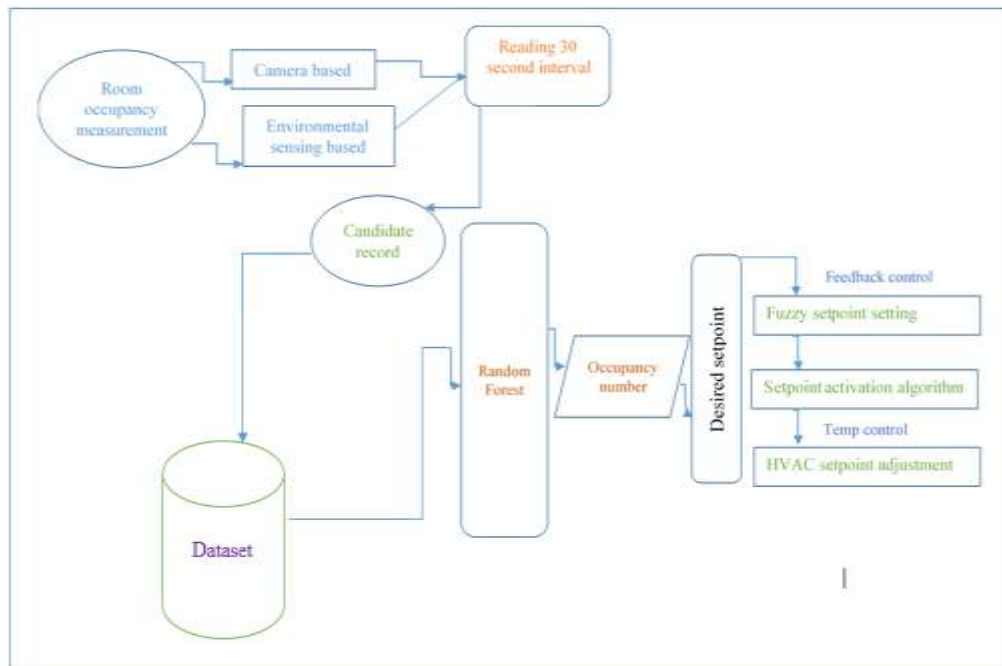 Room
occupancy
measurement
Camera based
Environmental
sensing based
Reading 30
second interval
Candidate
record
Dataset
Random
Forest
Occupancy
number
Desired setpoint
Feedback control
Fuzzy setpoint setting
Setpoint activation algorithm
Temp control
HVAC setpoint adjustment